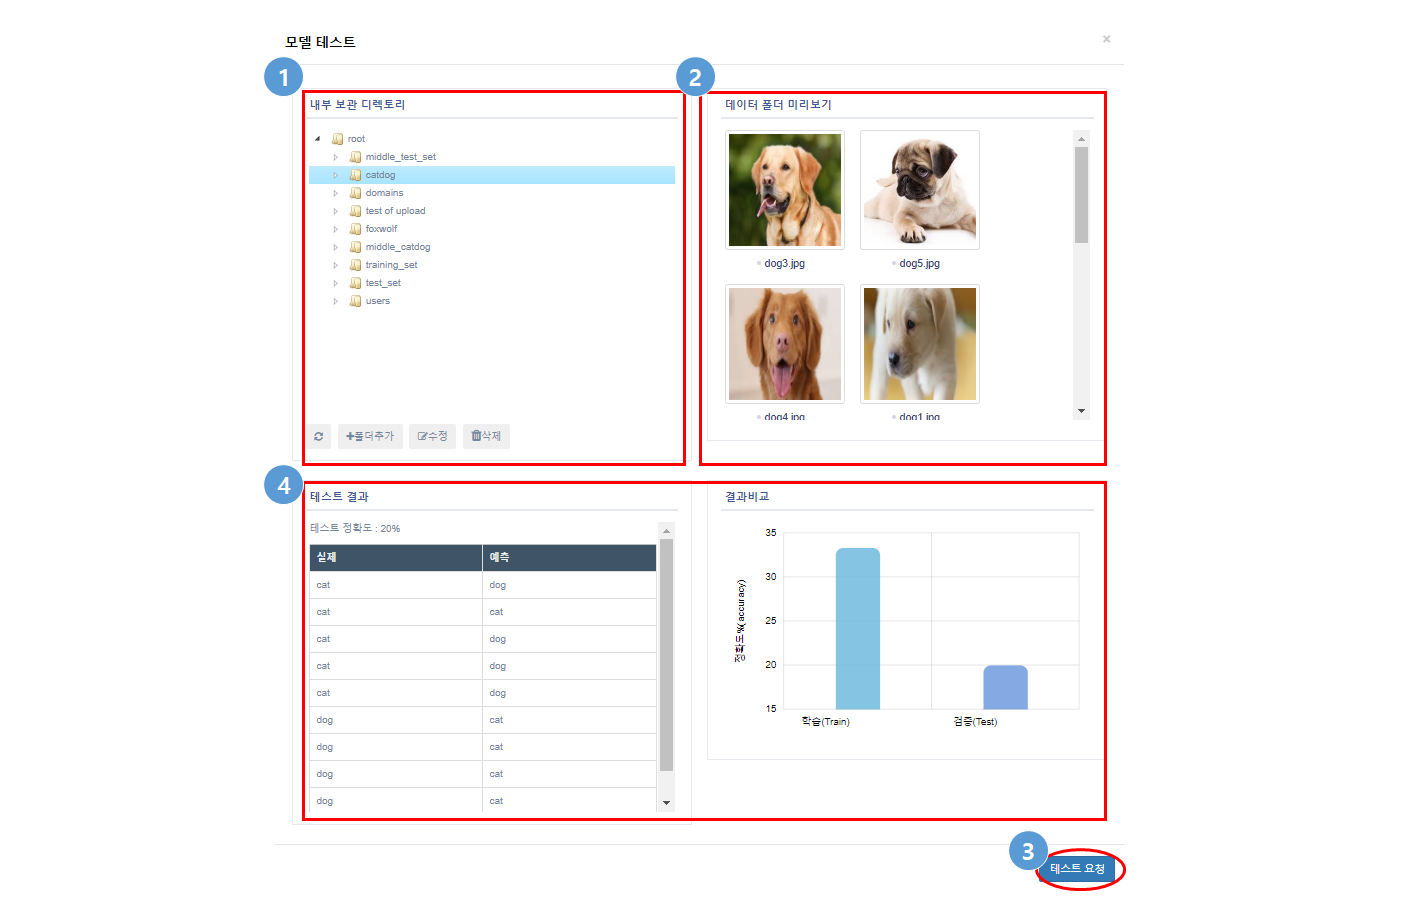 모델 테스트
×
1
내부 보관 디렉토리
root
middle_test_set
catdog
domains
test of upload
foxwolf
middle_catdog
training_set
test_set
users
폴더추가 수정 삭제
2
데이터 폴더 미리보기
dog3.jpg dog5.jpg
dog4.jpg dog1.jpg
4
테스트 결과
테스트 정확도 : 20%
실제 예측
cat dog
cat cat
cat dog
cat dog
cat dog
dog cat
dog cat
dog cat
dog cat
결과비교
정확도%(accuracy)
35
30
25
20
15
학습(Train) 검증(Test)
3
테스트 요청